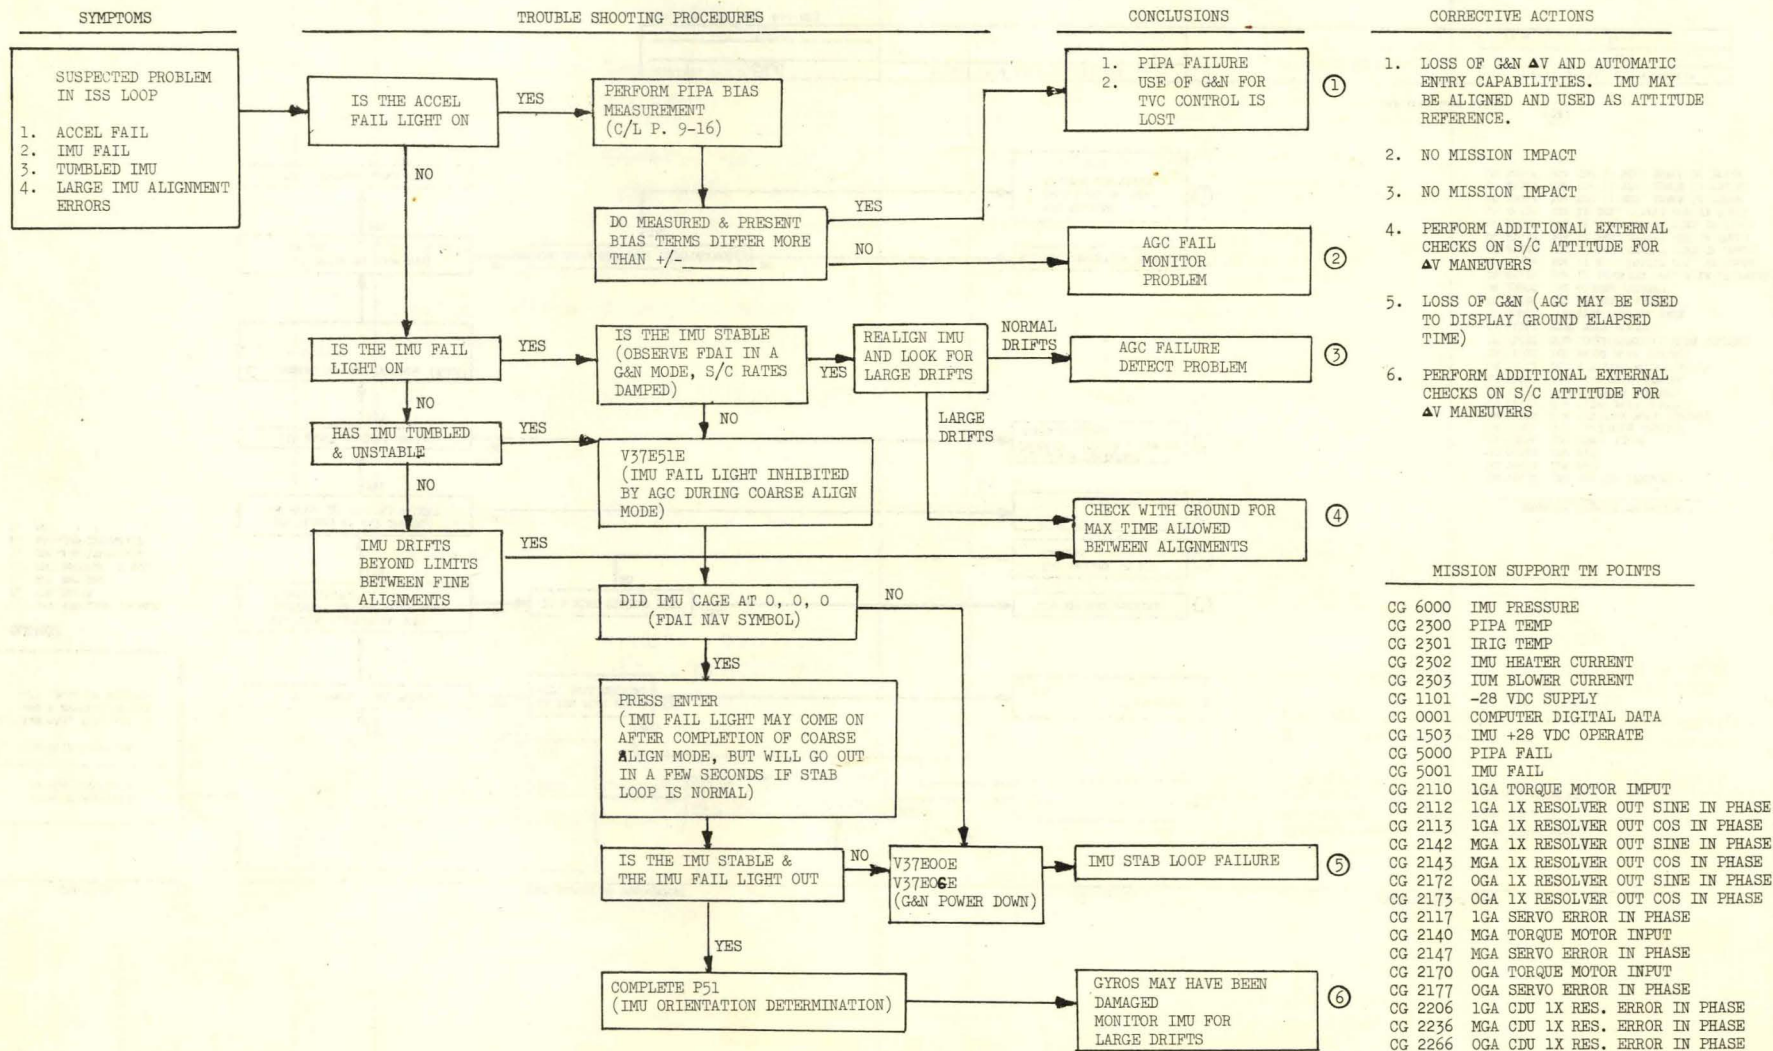 SYMPTOMS
TROUBLE SHOOTING PROCEDURES
CONCLUSIONS
CORRECTIVE ACTIONS
SUSPECTED PROBLEM
IN ISS LOOP
1. ACCEL FAIL
2. IMU FAIL
3. TUMBLED IMU
4. LARGE IMU ALIGNMENT
ERRORS
IS THE ACCEL
FAIL LIGHT ON
YES
NO
PERFORM PIPA BIAS
MEASUREMENT
(C/L P. 9-16)
DO MEASURED & PRESENT
BIAS TERMS DIFFER MORE
THAN +/-________
YES
NO
1. PIPA FAILURE
2. USE OF G&N FOR
TVC CONTROL IS
LOST
①
AGC FAIL
MONITOR
PROBLEM
②
IS THE IMU FAIL
LIGHT ON
YES
NO
IS THE IMU STABLE
(OBSERVE FDAI IN A
G&N MODE, S/C RATES
DAMPED)
YES
NO
REALIGN IMU
AND LOOK FOR
LARGE DRIFTS
NORMAL
DRIFTS
LARGE
DRIFTS
AGC FAILURE
DETECT PROBLEM
③
HAS IMU TUMBLED
& UNSTABLE
YES
NO
V37E51E
(IMU FAIL LIGHT INHIBITED
BY AGC DURING COARSE ALIGN
MODE)
CHECK WITH GROUND FOR
MAX TIME ALLOWED
BETWEEN ALIGNMENTS
④
IMU DRIFTS
BEYOND LIMITS
BETWEEN FINE
ALIGNMENTS
YES
DID IMU CAGE AT 0, 0, 0
(FDAI NAV SYMBOL)
NO
YES
PRESS ENTER
(IMU FAIL LIGHT MAY COME ON
AFTER COMPLETION OF COARSE
ALIGN MODE, BUT WILL GO OUT
IN A FEW SECONDS IF STAB
LOOP IS NORMAL)
IS THE IMU STABLE &
THE IMU FAIL LIGHT OUT
NO
YES
V37E00E
V37E06E
(G&N POWER DOWN)
IMU STAB LOOP FAILURE
⑤
COMPLETE P51
(IMU ORIENTATION DETERMINATION)
GYROS MAY HAVE BEEN
DAMAGED
MONITOR IMU FOR
LARGE DRIFTS
⑥
1. LOSS OF G&N ΔV AND AUTOMATIC
ENTRY CAPABILITIES. IMU MAY
BE ALIGNED AND USED AS ATTITUDE
REFERENCE.
2. NO MISSION IMPACT
3. NO MISSION IMPACT
4. PERFORM ADDITIONAL EXTERNAL
CHECKS ON S/C ATTITUDE FOR
ΔV MANEUVERS
5. LOSS OF G&N (AGC MAY BE USED
TO DISPLAY GROUND ELAPSED
TIME)
6. PERFORM ADDITIONAL EXTERNAL
CHECKS ON S/C ATTITUDE FOR
ΔV MANEUVERS
MISSION SUPPORT TM POINTS
CG 6000 IMU PRESSURE
CG 2300 PIPA TEMP
CG 2301 IRIG TEMP
CG 2302 IMU HEATER CURRENT
CG 2303 IUM BLOWER CURRENT
CG 1101 -28 VDC SUPPLY
CG 0001 COMPUTER DIGITAL DATA
CG 1503 IMU +28 VDC OPERATE
CG 5000 PIPA FAIL
CG 5001 IMU FAIL
CG 2110 1GA TORQUE MOTOR IMPUT
CG 2112 1GA 1X RESOLVER OUT SINE IN PHASE
CG 2113 1GA 1X RESOLVER OUT COS IN PHASE
CG 2142 MGA 1X RESOLVER OUT SINE IN PHASE
CG 2143 MGA 1X RESOLVER OUT COS IN PHASE
CG 2172 OGA 1X RESOLVER OUT SINE IN PHASE
CG 2173 OGA 1X RESOLVER OUT COS IN PHASE
CG 2117 1GA SERVO ERROR IN PHASE
CG 2140 MGA TORQUE MOTOR INPUT
CG 2147 MGA SERVO ERROR IN PHASE
CG 2170 OGA TORQUE MOTOR INPUT
CG 2177 OGA SERVO ERROR IN PHASE
CG 2206 1GA CDU 1X RES. ERROR IN PHASE
CG 2236 MGA CDU 1X RES. ERROR IN PHASE
CG 2266 OGA CDU 1X RES. ERROR IN PHASE